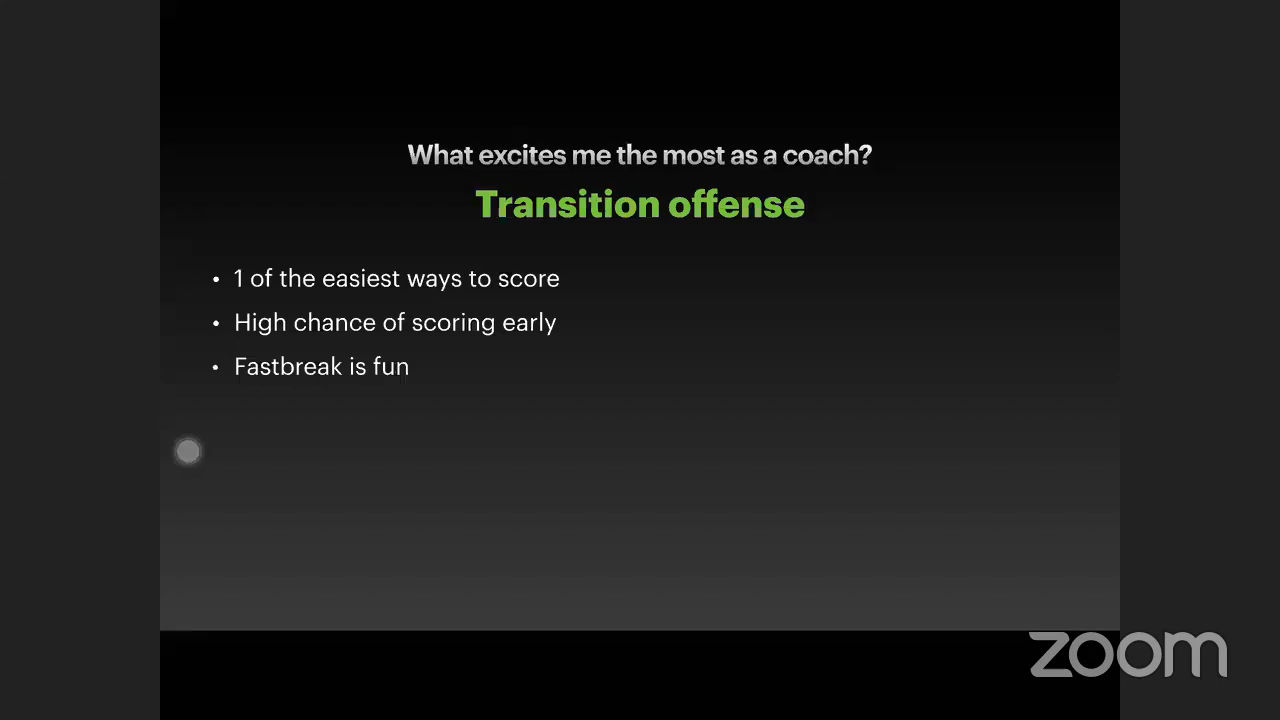 What excites me the most as a coach?
Transition offense
• 1 of the easiest ways to score
• High chance of scoring early
• Fastbreak is fun
zoom